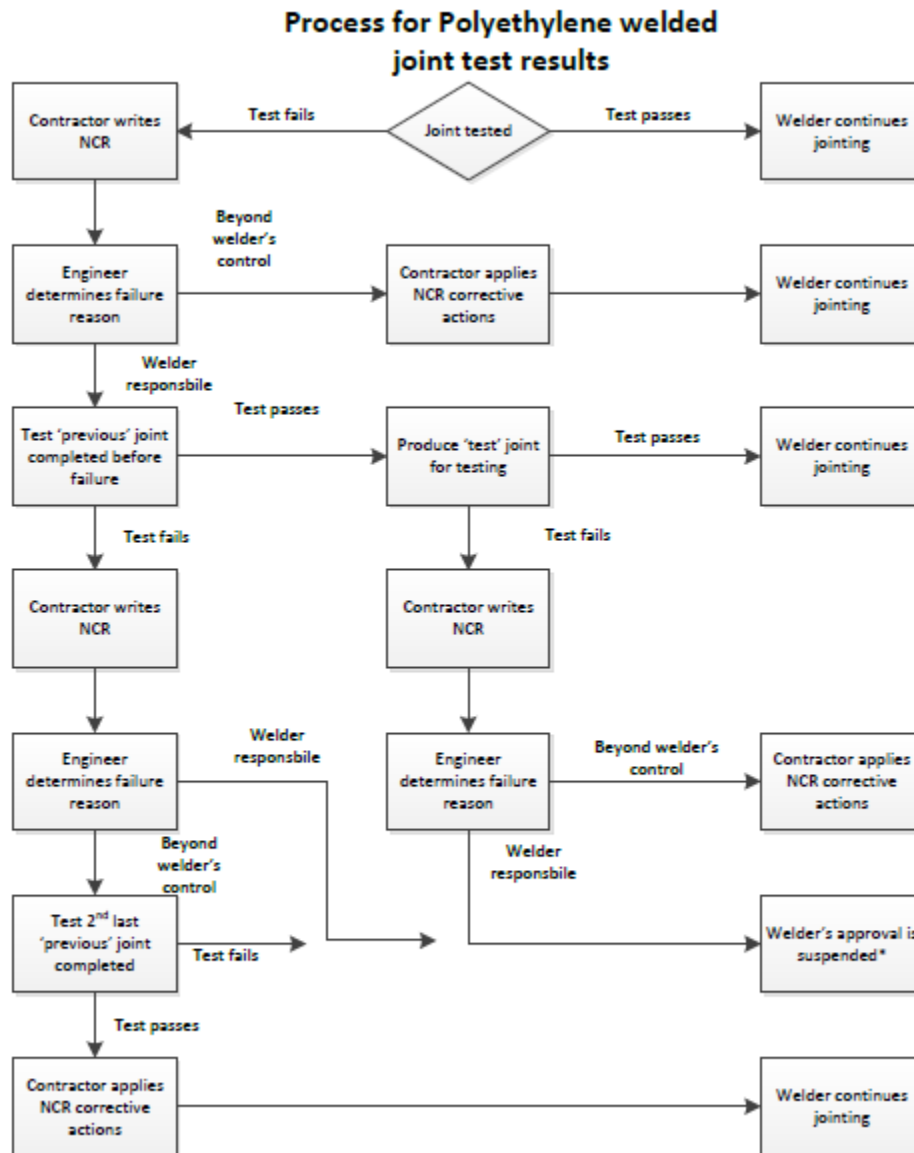 Process for Polyethylene welded
joint test results
Contractor writes
NCR
Test fails
Joint tested
Test passes
Welder continues
jointing
Engineer
determines failure
reason
Beyond
welder's
control
Contractor applies
NCR corrective
actions
Welder continues
jointing
Welder
responsbile
Test 'previous' joint
completed before
failure
Test passes
Produce 'test' joint
for testing
Test passes
Welder continues
jointing
Test fails
Test fails
Contractor writes
NCR
Contractor writes
NCR
Engineer
determines failure
reason
Welder
responsbile
Engineer
determines failure
reason
Beyond welder's
control
Contractor applies
NCR corrective
actions
Beyond
welder's
control
Welder
responsbile
Test 2nd last
'previous' joint
completed
Test fails
Welder's approval is
suspended*
Test passes
Contractor applies
NCR corrective
actions
Welder continues
jointing